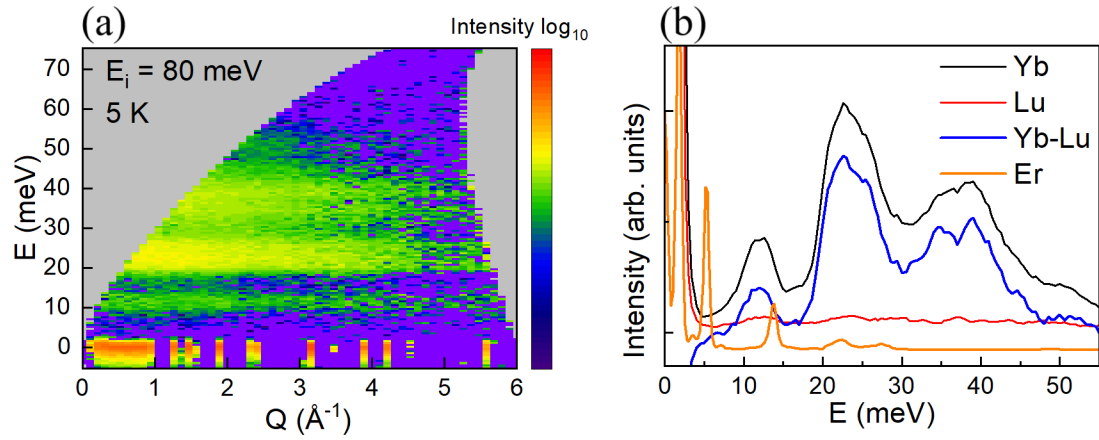 (a)
Intensity log₁₀
E (meV)
70
60
50
40
30
20
10
0
Eᵢ = 80 meV
5 K
0 1 2 3 4 5 6
Q (Å⁻¹)
(b)
Intensity (arb. units)
Yb
Lu
Yb-Lu
Er
0 10 20 30 40 50
E (meV)